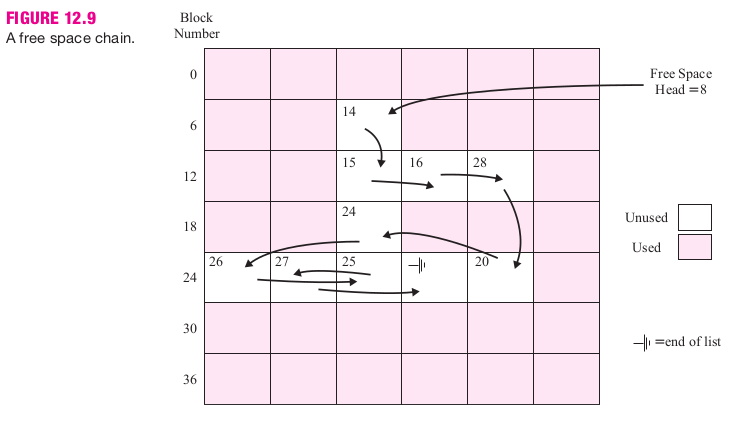 FIGURE 12.9
A free space chain.
Block
Number
0
Free Space
Head =8
14
6
15 16 28
12
24
18
Unused
Used
26 27 25 20
24
30
=end of list
36